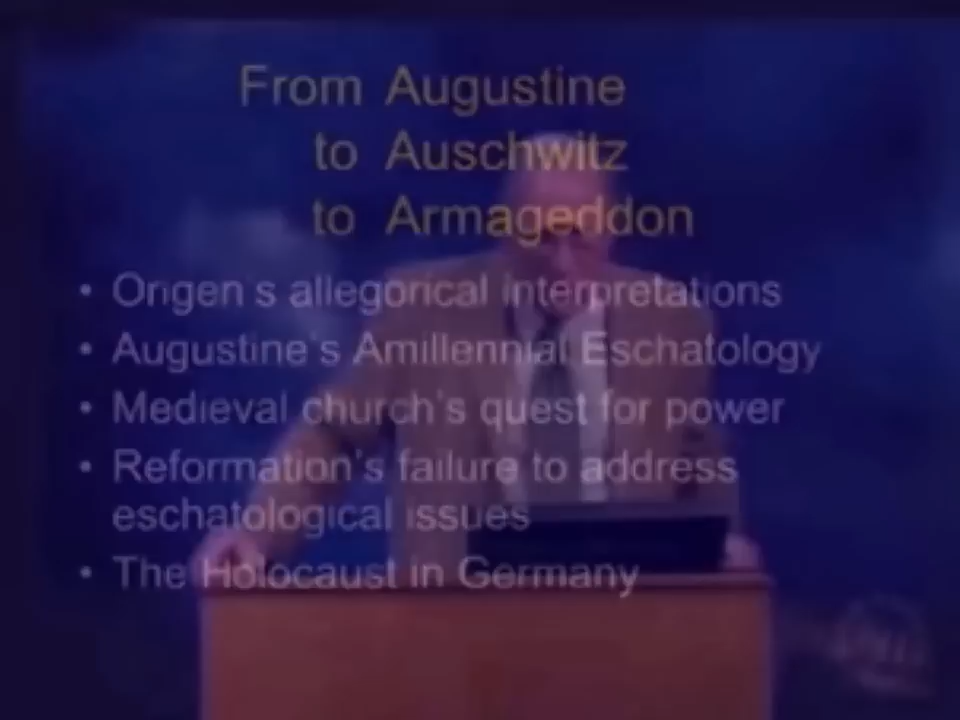 From Augustine
to Auschwitz
to Armageddon
• Origen's allegorical interpretations
• Augustine's Amillennial Eschatology
• Medieval church's quest for power
• Reformation's failure to address
eschatological issues
• The Holocaust in Germany